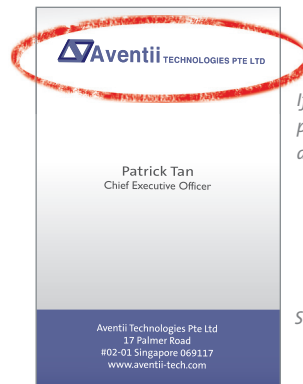 Aventii TECHNOLOGIES PTE LTD
Patrick Tan
Chief Executive Officer
Aventii Technologies Pte Ltd
17 Palmer Road
#02-01 Singapore 069117
www.aventii-tech.com